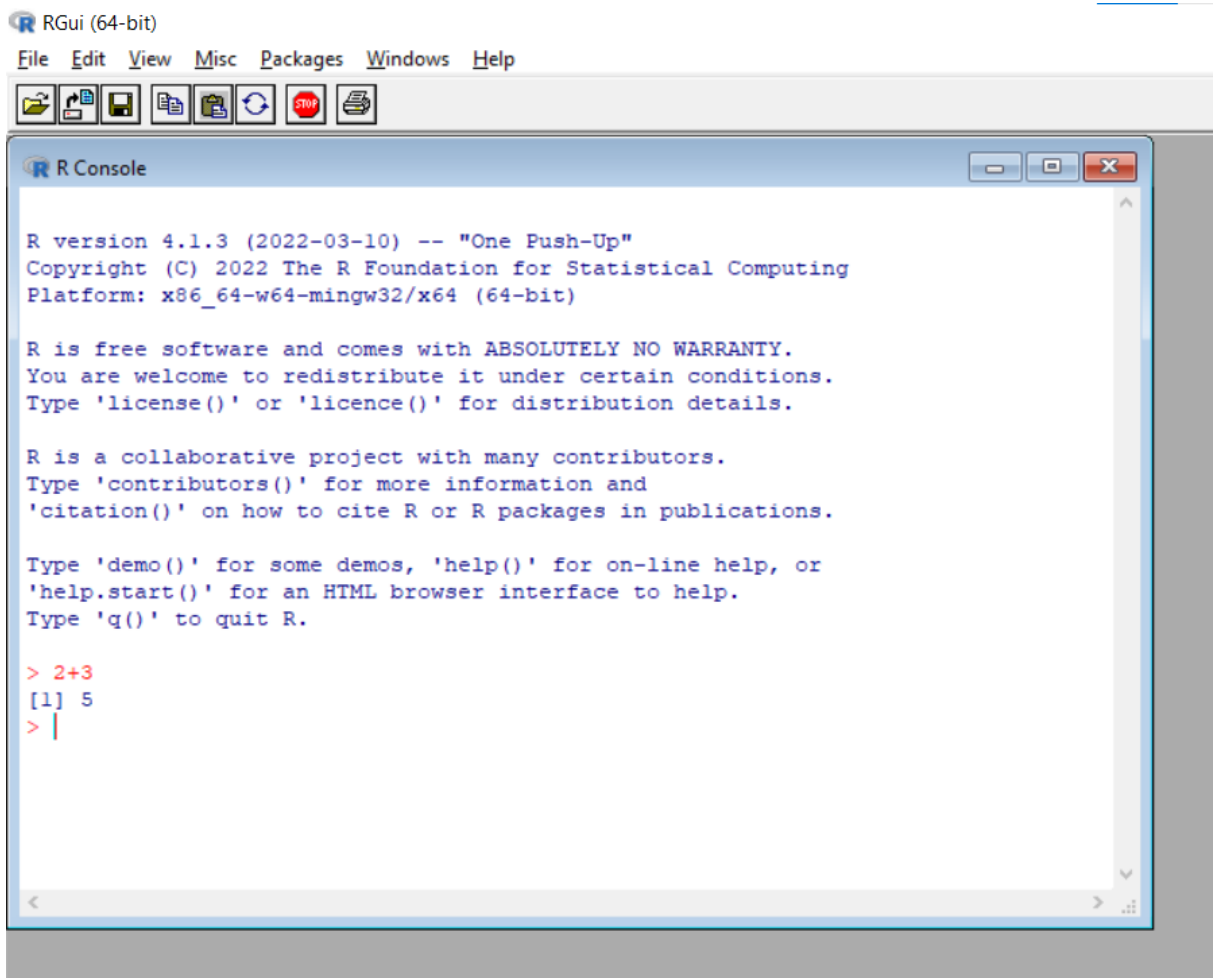 RGui (64-bit)
File Edit View Misc Packages Windows Help
STOP
R Console
R version 4.1.3 (2022-03-10) -- "One Push-Up"
Copyright (C) 2022 The R Foundation for Statistical Computing
Platform: x86_64-w64-mingw32/x64 (64-bit)
R is free software and comes with ABSOLUTELY NO WARRANTY.
You are welcome to redistribute it under certain conditions.
Type 'license()' or 'licence()' for distribution details.
R is a collaborative project with many contributors.
Type 'contributors()' for more information and
'citation()' on how to cite R or R packages in publications.
Type 'demo()' for some demos, 'help()' for on-line help, or
'help.start()' for an HTML browser interface to help.
Type 'q()' to quit R.
> 2+3
[1] 5
>